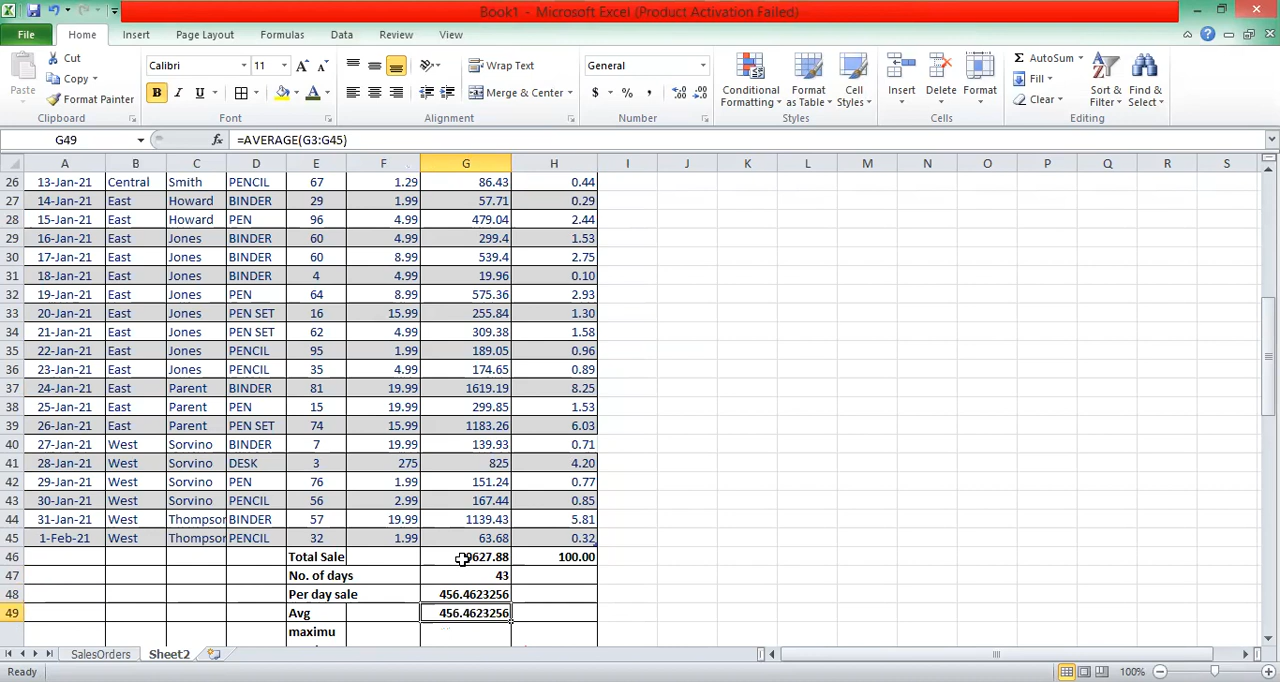 Book1 - Microsoft Excel (Product Activation Failed)
File Home Insert Page Layout Formulas Data Review View
Paste Cut Copy Format Painter Clipboard
Calibri 11 A A B I U A Font
Wrap Text Merge & Center Alignment
General $ % , .0 .00 .00 .0 Number
Conditional Formatting Format as Table Cell Styles Styles
Insert Delete Format Cells
Σ AutoSum Fill Clear Sort & Filter Find & Select Editing
G49 fx =AVERAGE(G3:G45)
A B C D E F G H I J K L M N O P Q R S
26 13-Jan-21 Central Smith PENCIL 67 1.29 86.43 0.44
27 14-Jan-21 East Howard BINDER 29 1.99 57.71 0.29
28 15-Jan-21 East Howard PEN 96 4.99 479.04 2.44
29 16-Jan-21 East Jones BINDER 60 4.99 299.4 1.53
30 17-Jan-21 East Jones BINDER 60 8.99 539.4 2.75
31 18-Jan-21 East Jones BINDER 4 4.99 19.96 0.10
32 19-Jan-21 East Jones PEN 64 8.99 575.36 2.93
33 20-Jan-21 East Jones PEN SET 16 15.99 255.84 1.30
34 21-Jan-21 East Jones PEN SET 62 4.99 309.38 1.58
35 22-Jan-21 East Jones PENCIL 95 1.99 189.05 0.96
36 23-Jan-21 East Jones PENCIL 35 4.99 174.65 0.89
37 24-Jan-21 East Parent BINDER 81 19.99 1619.19 8.25
38 25-Jan-21 East Parent PEN 15 19.99 299.85 1.53
39 26-Jan-21 East Parent PEN SET 74 15.99 1183.26 6.03
40 27-Jan-21 West Sorvino BINDER 7 19.99 139.93 0.71
41 28-Jan-21 West Sorvino DESK 3 275 825 4.20
42 29-Jan-21 West Sorvino PEN 76 1.99 151.24 0.77
43 30-Jan-21 West Sorvino PENCIL 56 2.99 167.44 0.85
44 31-Jan-21 West Thompson BINDER 57 19.99 1139.43 5.81
45 1-Feb-21 West Thompson PENCIL 32 1.99 63.68 0.32
46 Total Sale 9627.88 100.00
47 No. of days 43
48 Per day sale 456.4623256
49 Avg 456.4623256
maximu
SalesOrders Sheet2
Ready 100%